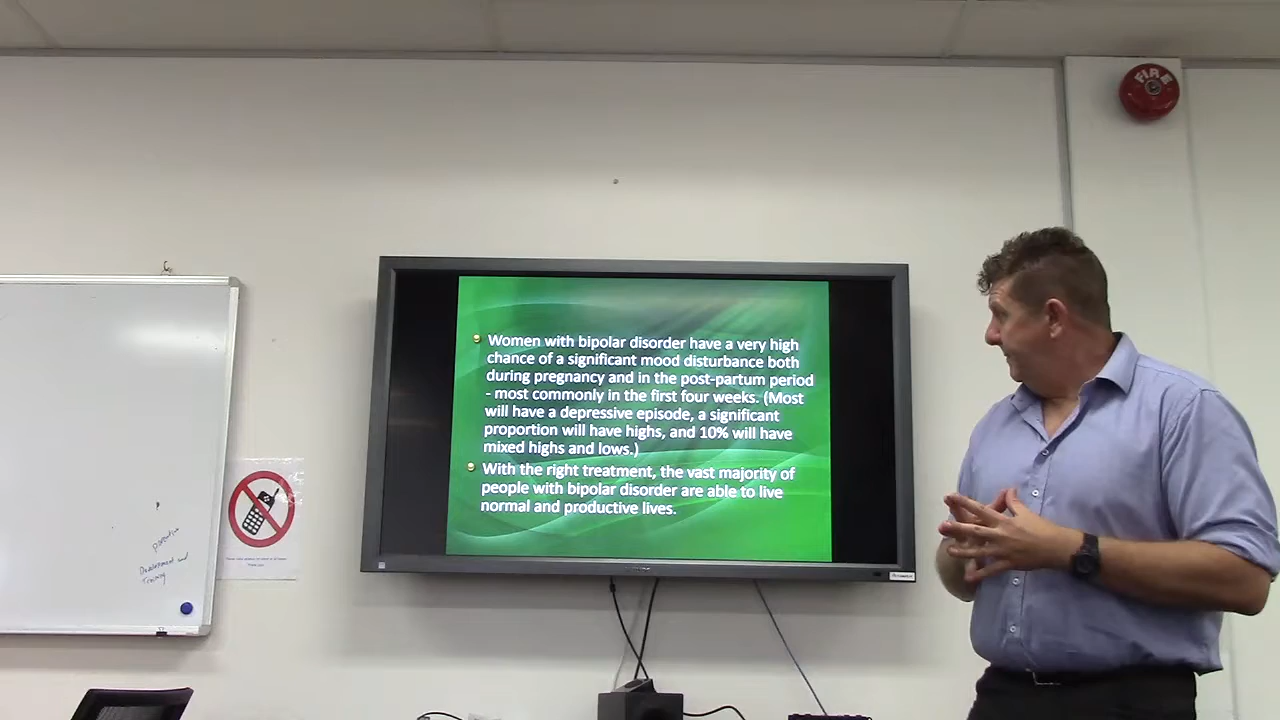 FIRE
Women with bipolar disorder have a very high
chance of a significant mood disturbance both
during pregnancy and in the post-partum period
- most commonly in the first four weeks. (Most
will have a depressive episode, a significant
proportion will have highs, and 10% will have
mixed highs and lows.)
With the right treatment, the vast majority of
people with bipolar disorder are able to live
normal and productive lives.
Development and
Training